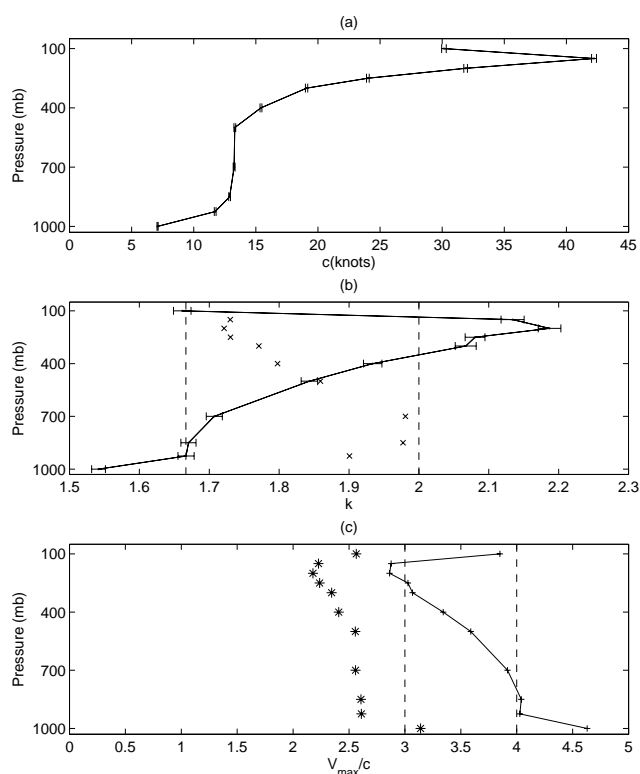 (a)
100
400
700
1000
Pressure (mb)
0 5 10 15 20 25 30 35 40 45
c(knots)
(b)
100
400
700
1000
Pressure (mb)
1.5 1.6 1.7 1.8 1.9 2 2.1 2.2 2.3
k
(c)
100
400
700
1000
Pressure (mb)
0 0.5 1 1.5 2 2.5 3 3.5 4 4.5 5
V_max/c